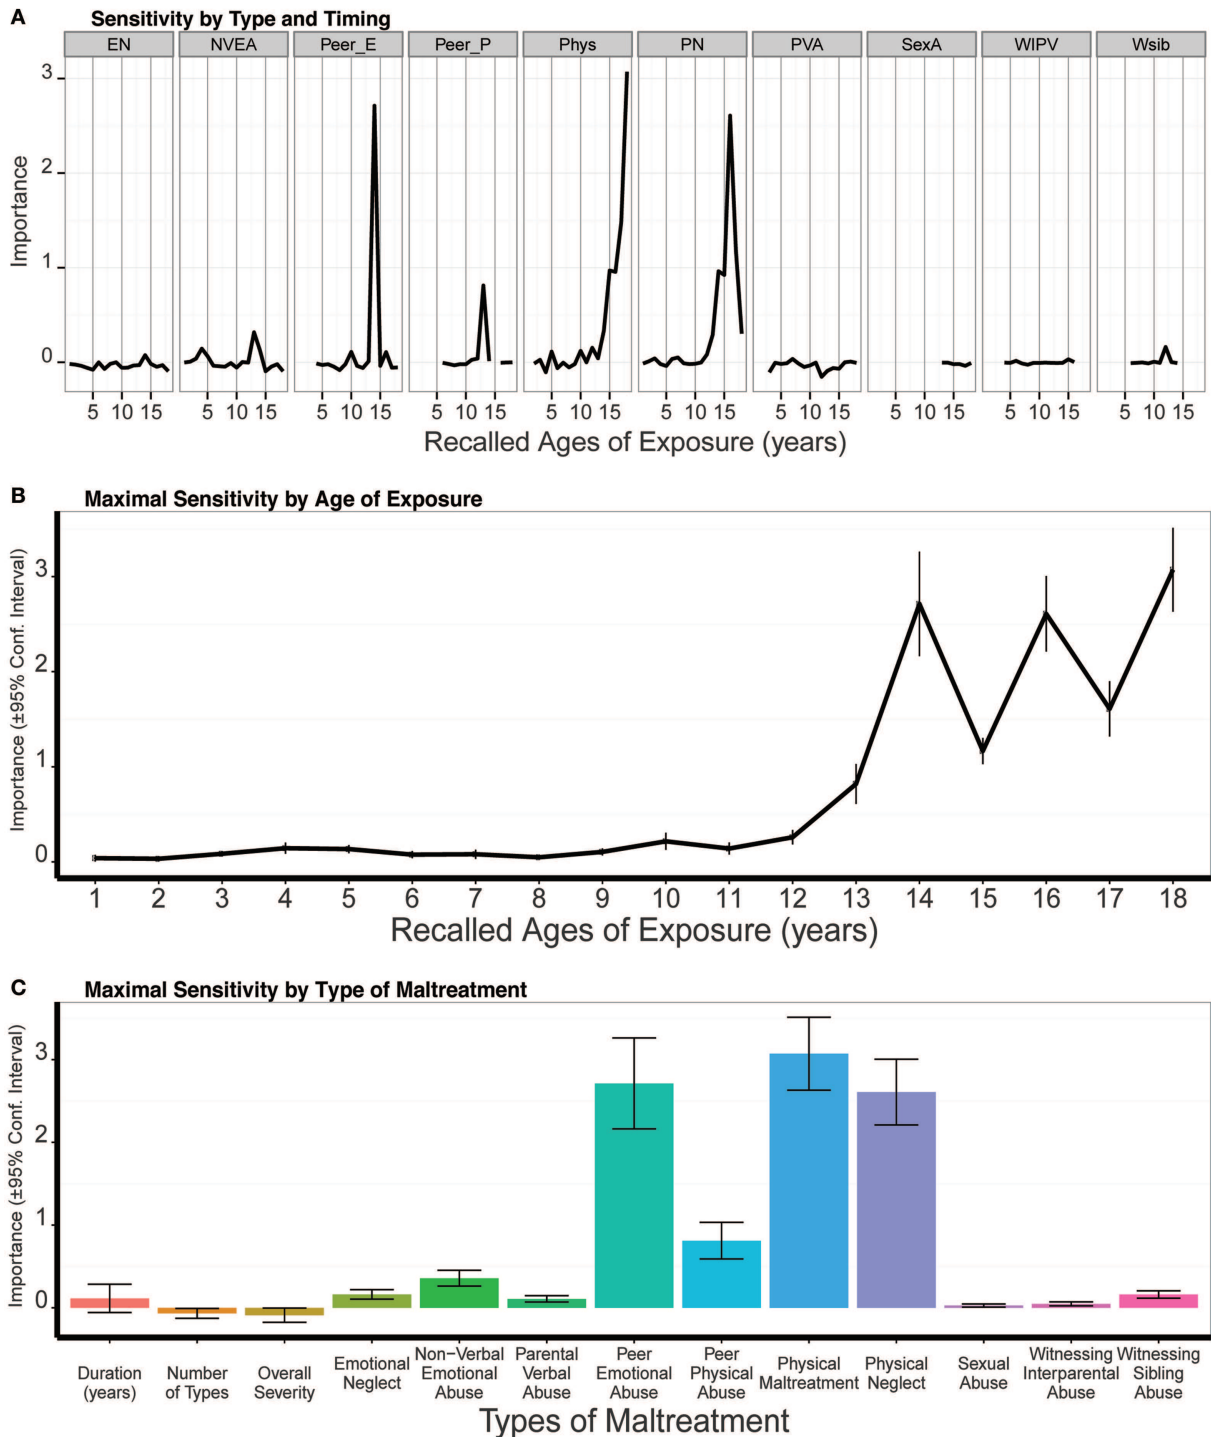 A
Sensitivity by Type and Timing
EN NVEA Peer_E Peer_P Phys PN PVA SexA WIPV Wsib
3
2
1
0
Importance
5 10 15 5 10 15 5 10 15 5 10 15 5 10 15 5 10 15 5 10 15 5 10 15 5 10 15 5 10 15
Recalled Ages of Exposure (years)
B
Maximal Sensitivity by Age of Exposure
3
2
1
0
Importance (±95% Conf. Interval)
1 2 3 4 5 6 7 8 9 10 11 12 13 14 15 16 17 18
Recalled Ages of Exposure (years)
C
Maximal Sensitivity by Type of Maltreatment
3
2
1
0
Importance (±95% Conf. Interval)
Duration
(years)
Number
of Types
Overall
Severity
Emotional
Neglect
Non–Verbal
Emotional
Abuse
Parental
Verbal
Abuse
Peer
Emotional
Abuse
Peer
Physical
Abuse
Physical
Maltreatment
Physical
Neglect
Sexual
Abuse
Witnessing
Interparental
Abuse
Witnessing
Sibling
Abuse
Types of Maltreatment